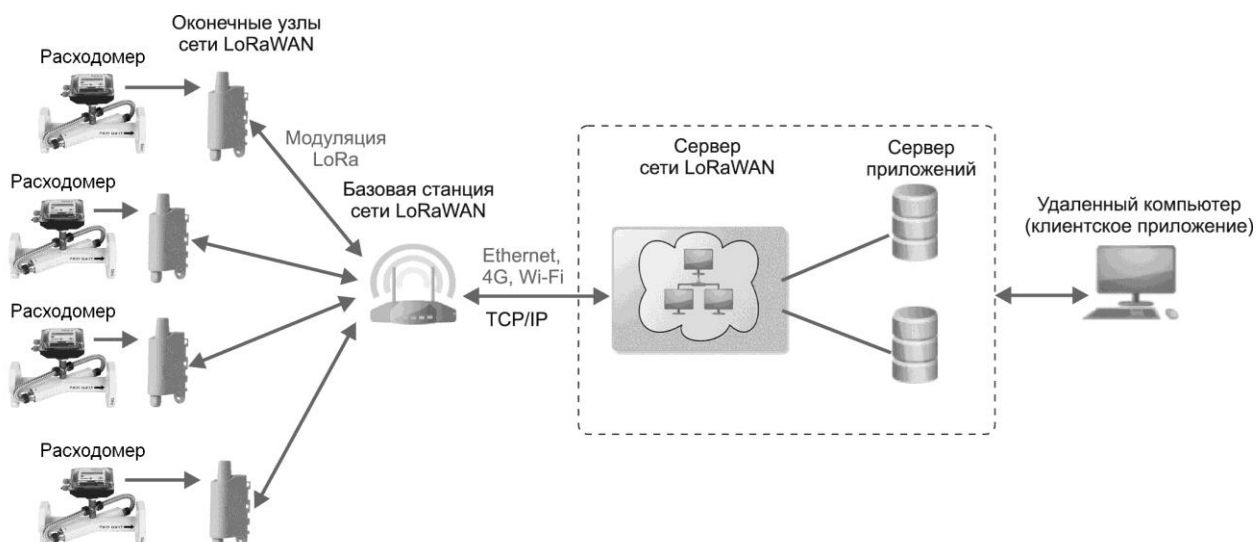 Оконечные узлы
сети LoRaWAN
Расходомер
Модуляция
LoRa
Расходомер
Базовая станция
сети LoRaWAN
Расходомер
Расходомер
Ethernet,
4G, Wi-Fi
TCP/IP
Сервер
сети LoRaWAN
Сервер
приложений
Удаленный компьютер
(клиентское приложение)